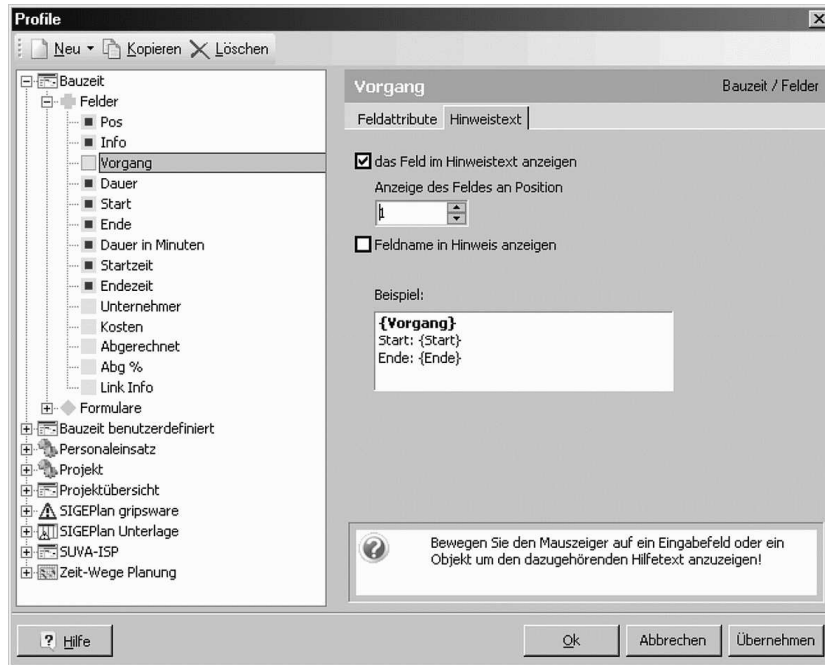 Profile
Neu Kopieren Löschen
Bauzeit
Felder
Pos
Info
Vorgang
Dauer
Start
Ende
Dauer in Minuten
Startzeit
Endezeit
Unternehmer
Kosten
Abgerechnet
Abg %
Link Info
Formulare
Bauzeit benutzerdefiniert
Personaleinsatz
Projekt
Projektübersicht
SIGEPlan gripsware
SIGEPlan Unterlage
SUVA-ISP
Zeit-Wege Planung
Vorgang Bauzeit / Felder
Feldattribute Hinweistext
das Feld im Hinweistext anzeigen
Anzeige des Feldes an Position
1
Feldname in Hinweis anzeigen
Beispiel:
{Vorgang}
Start: {Start}
Ende: {Ende}
Bewegen Sie den Mauszeiger auf ein Eingabefeld oder ein
Objekt um den dazugehörenden Hilfetext anzuzeigen!
? Hilfe Ok Abbrechen Übernehmen